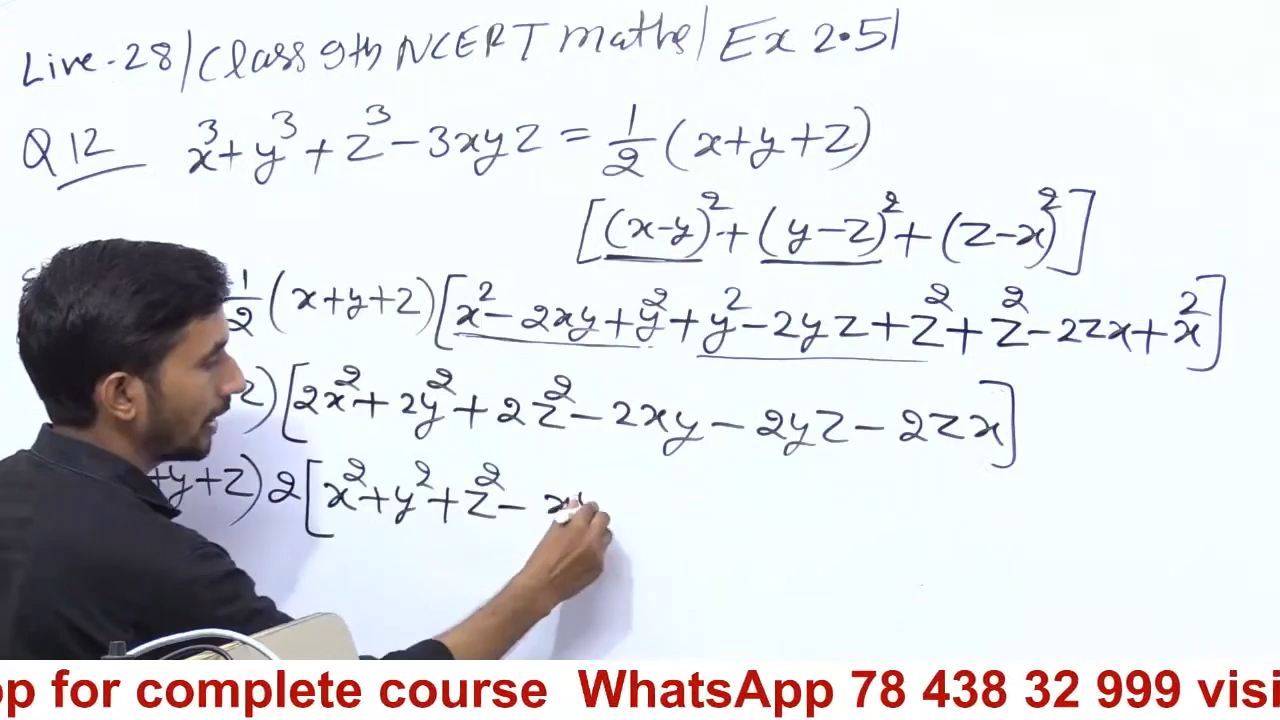 Live-28/Class 9th NCERT maths/Ex 2.5/
Q12 x³+y³+z³-3xyz=½(x+y+z)
[(x-y)²+(y-z)²+(z-x)²]
½(x+y+z)[x²-2xy+y²+y²-2yz+z²+z²-2zx+x²]
z)[2x²+2y²+2z²-2xy-2yz-2zx]
+y+z)2[x²+y²+z²-xy
pp for complete course WhatsApp 78 438 32 999 visi